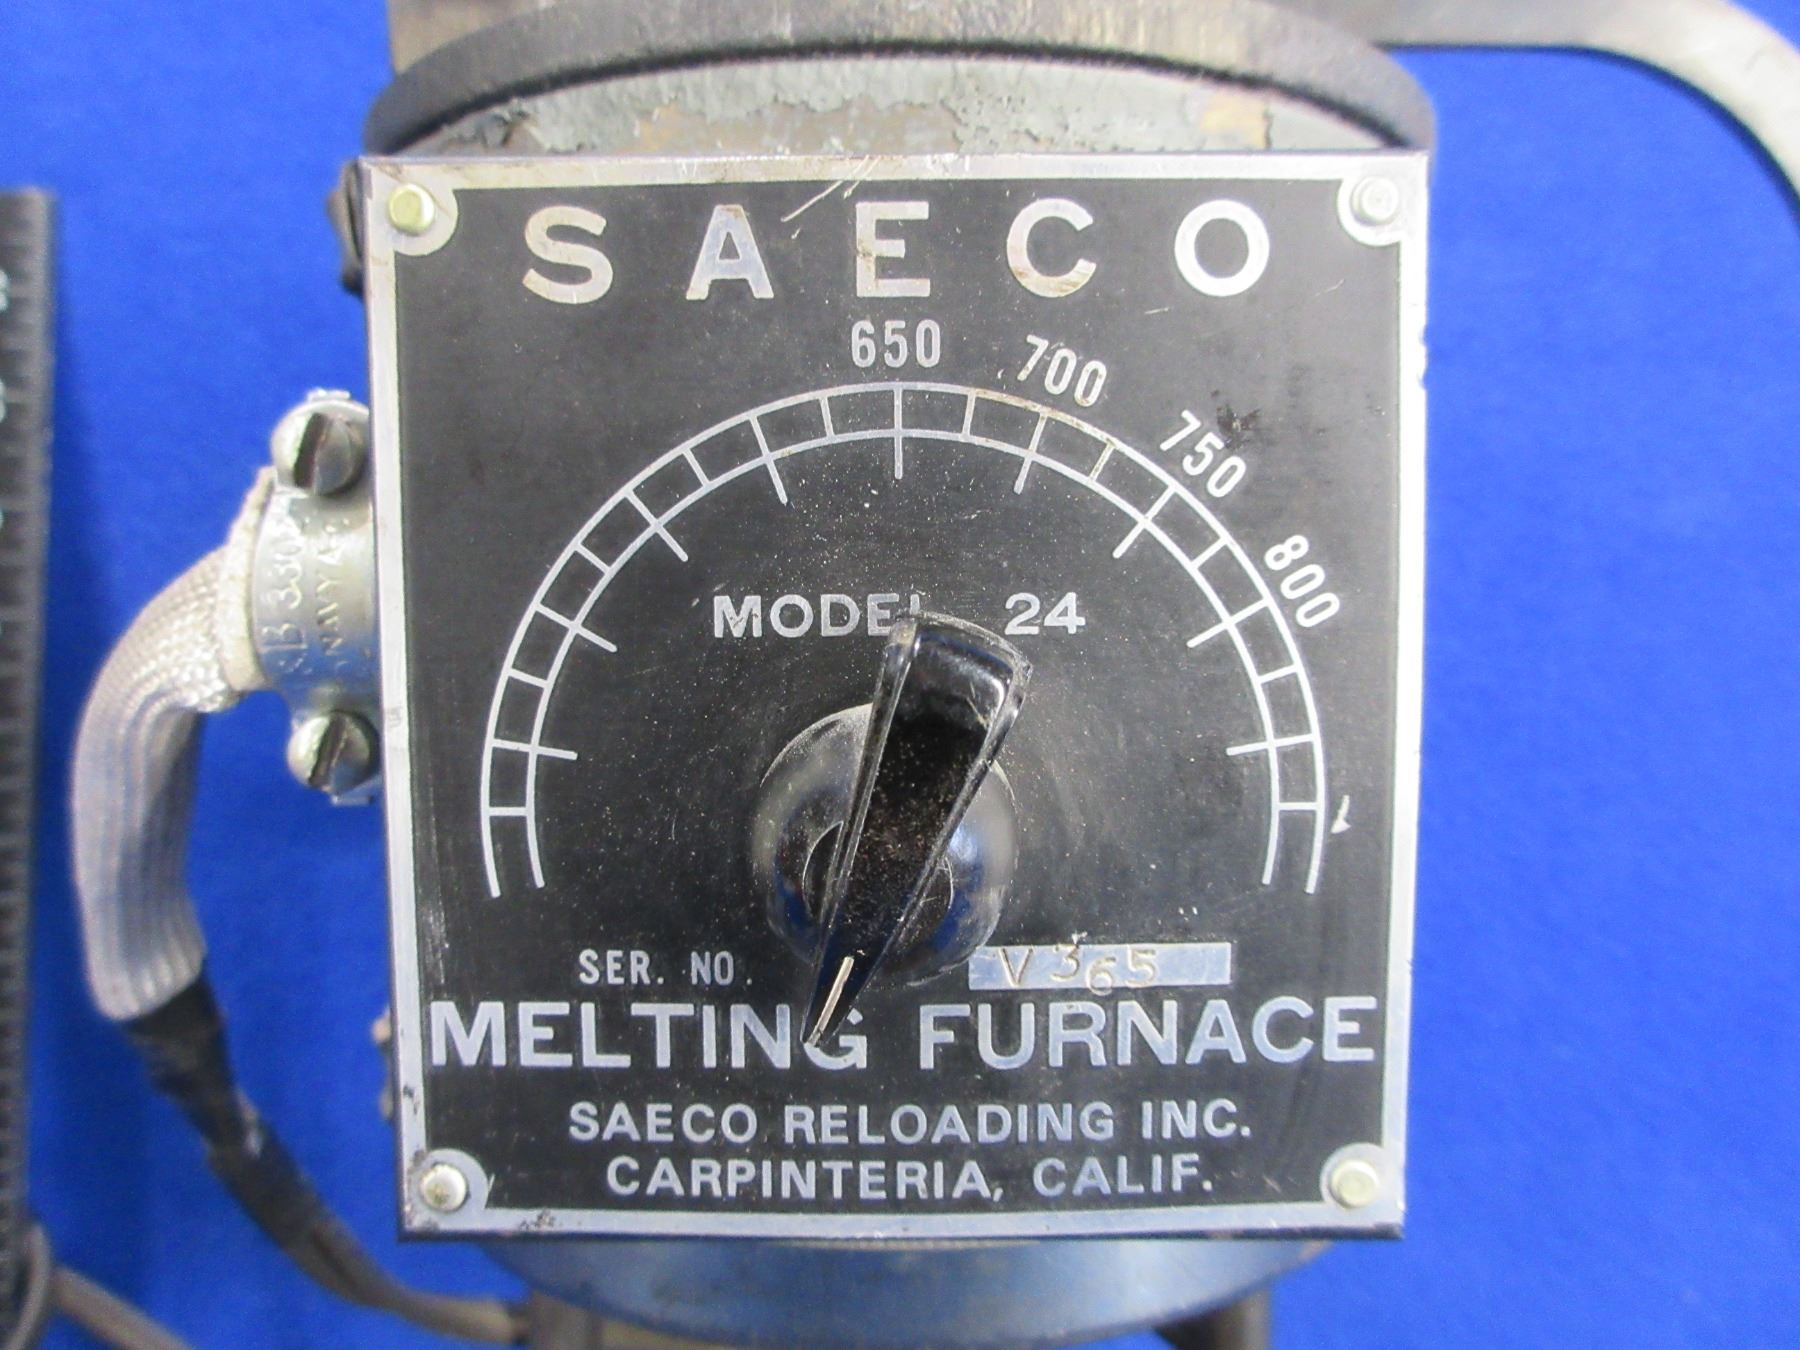 SAECO
650 700 750 800
MODEL 24
SER. NO. V365
MELTING FURNACE
SAECO RELOADING INC.
CARPINTERIA, CALIF.